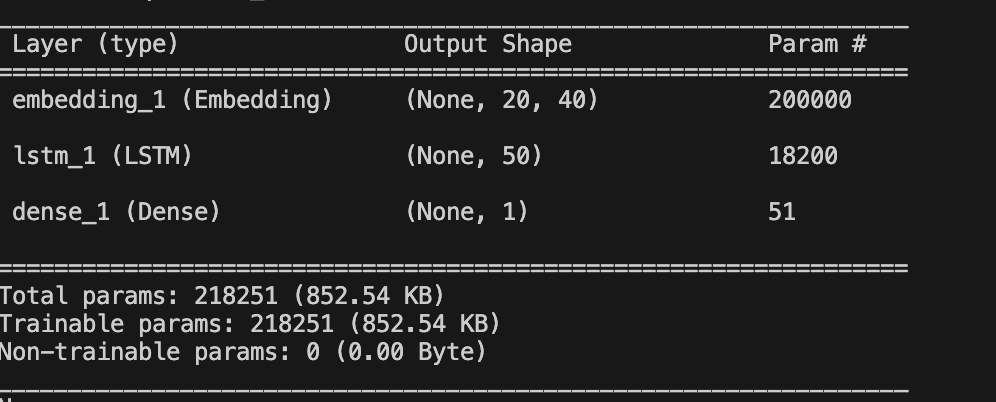 Layer (type) Output Shape Param #
embedding_1 (Embedding) (None, 20, 40) 200000
lstm_1 (LSTM) (None, 50) 18200
dense_1 (Dense) (None, 1) 51
Total params: 218251 (852.54 KB)
Trainable params: 218251 (852.54 KB)
Non-trainable params: 0 (0.00 Byte)